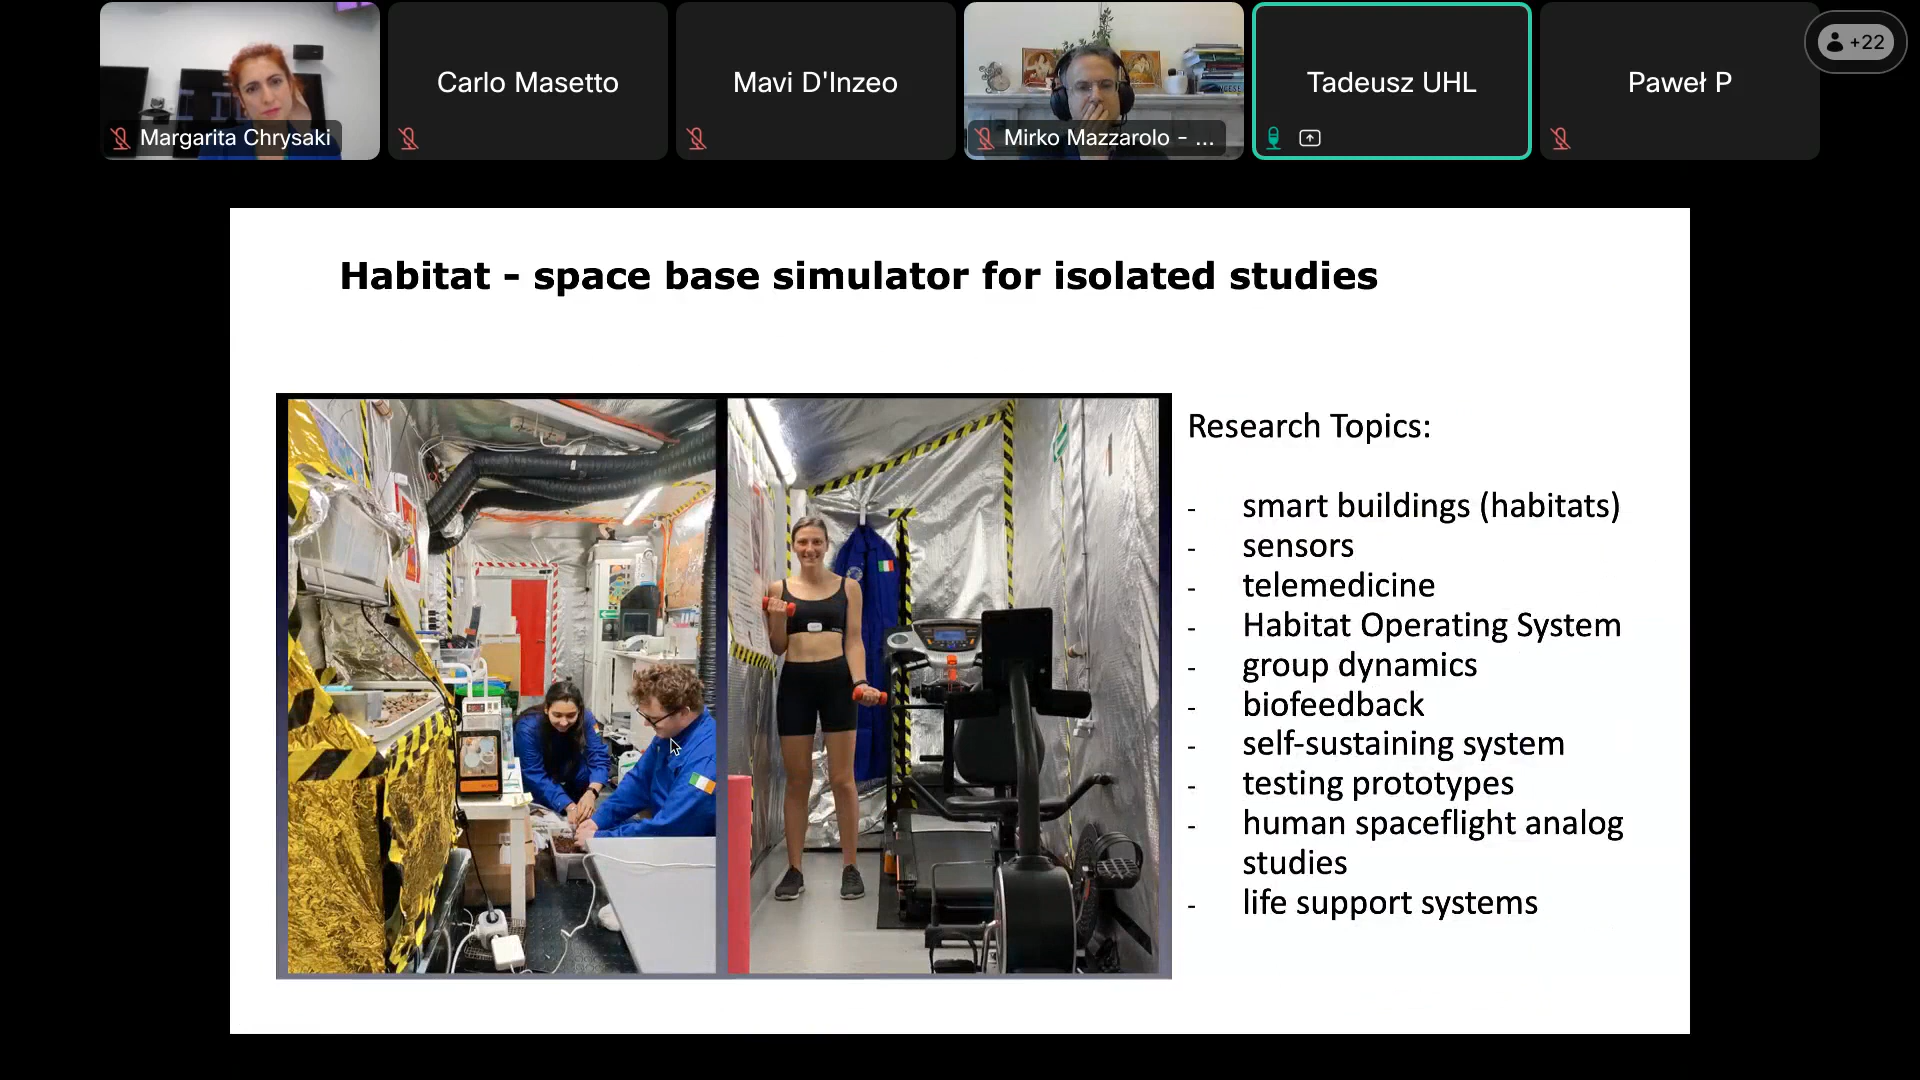 Margarita Chrysaki
Carlo Masetto
Mavi D'Inzeo
Mirko Mazzarolo - ...
Tadeusz UHL
Paweł P
+22
Habitat - space base simulator for isolated studies
Research Topics:
- smart buildings (habitats)
- sensors
- telemedicine
- Habitat Operating System
- group dynamics
- biofeedback
- self-sustaining system
- testing prototypes
- human spaceflight analog
studies
- life support systems